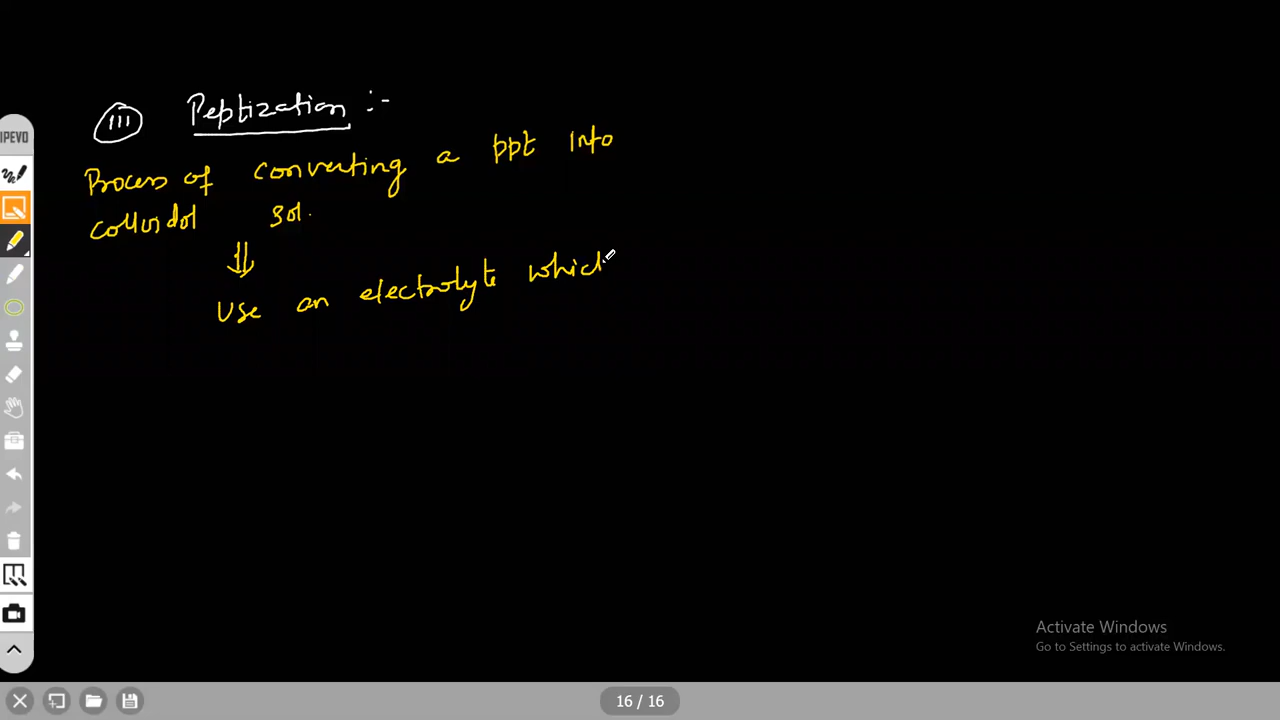 III Peptization :-
Process of converting a ppt into
colloidol sol.
Use an electrolyte which
IPEVO
Activate Windows
Go to Settings to activate Windows.
16 / 16